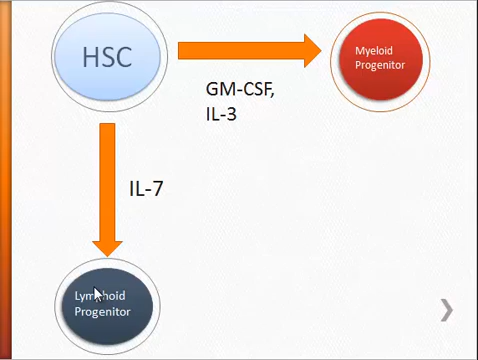 HSC
Myeloid
Progenitor
GM-CSF,
IL-3
IL-7
Lymphoid
Progenitor